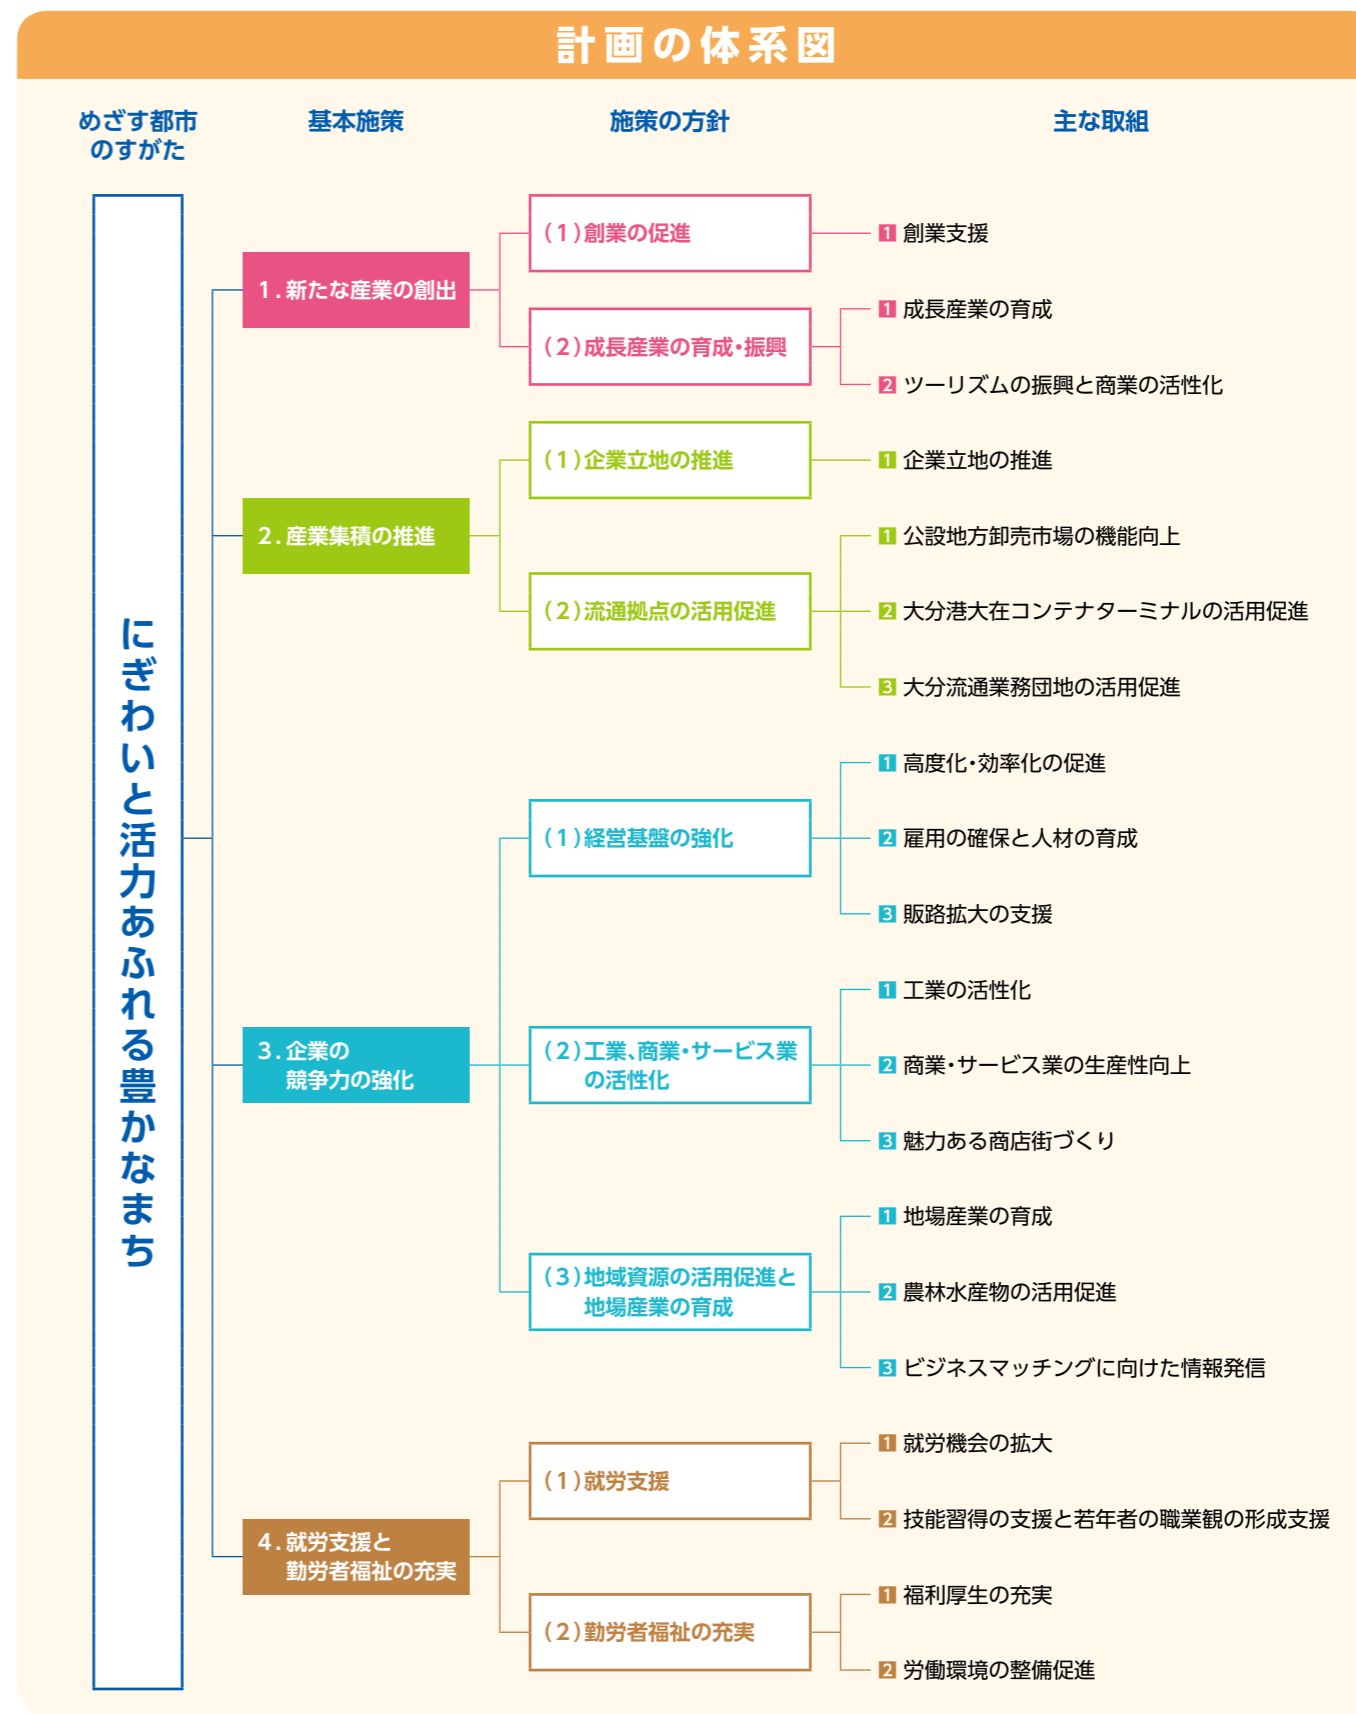 計画の体系図
めざす都市
のすがた
基本施策
施策の方針
主な取組
にぎわいと活力あふれる豊かなまち
1.新たな産業の創出
(1)創業の促進
1 創業支援
(2)成長産業の育成・振興
1 成長産業の育成
2 ツーリズムの振興と商業の活性化
2.産業集積の推進
(1)企業立地の推進
1 企業立地の推進
(2)流通拠点の活用促進
1 公設地方卸売市場の機能向上
2 大分港大在コンテナターミナルの活用促進
3 大分流通業務団地の活用促進
3.企業の
競争力の強化
(1)経営基盤の強化
1 高度化・効率化の促進
2 雇用の確保と人材の育成
3 販路拡大の支援
(2)工業、商業・サービス業
の活性化
1 工業の活性化
2 商業・サービス業の生産性向上
3 魅力ある商店街づくり
(3)地域資源の活用促進と
地場産業の育成
1 地場産業の育成
2 農林水産物の活用促進
3 ビジネスマッチングに向けた情報発信
4.就労支援と
勤労者福祉の充実
(1)就労支援
1 就労機会の拡大
2 技能習得の支援と若年者の職業観の形成支援
(2)勤労者福祉の充実
1 福利厚生の充実
2 労働環境の整備促進